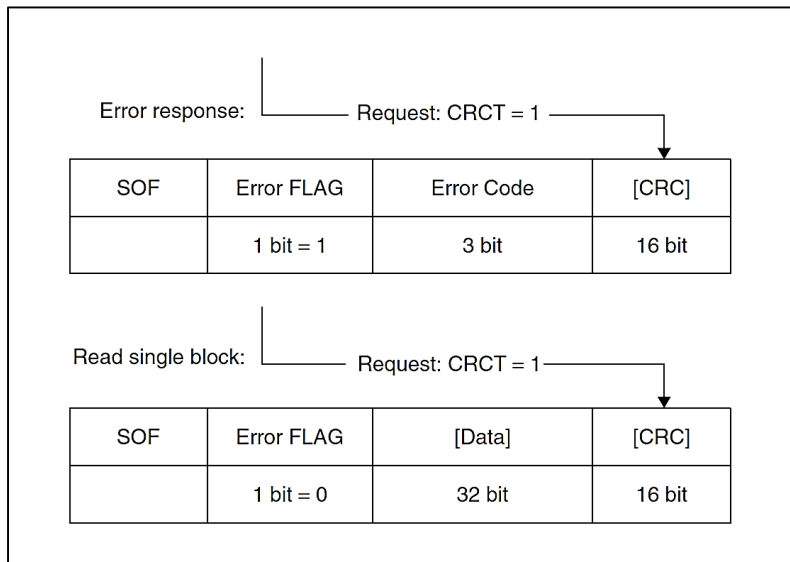 Error response: Request: CRCT = 1
SOF Error FLAG Error Code [CRC]
1 bit = 1 3 bit 16 bit
Read single block: Request: CRCT = 1
SOF Error FLAG [Data] [CRC]
1 bit = 0 32 bit 16 bit